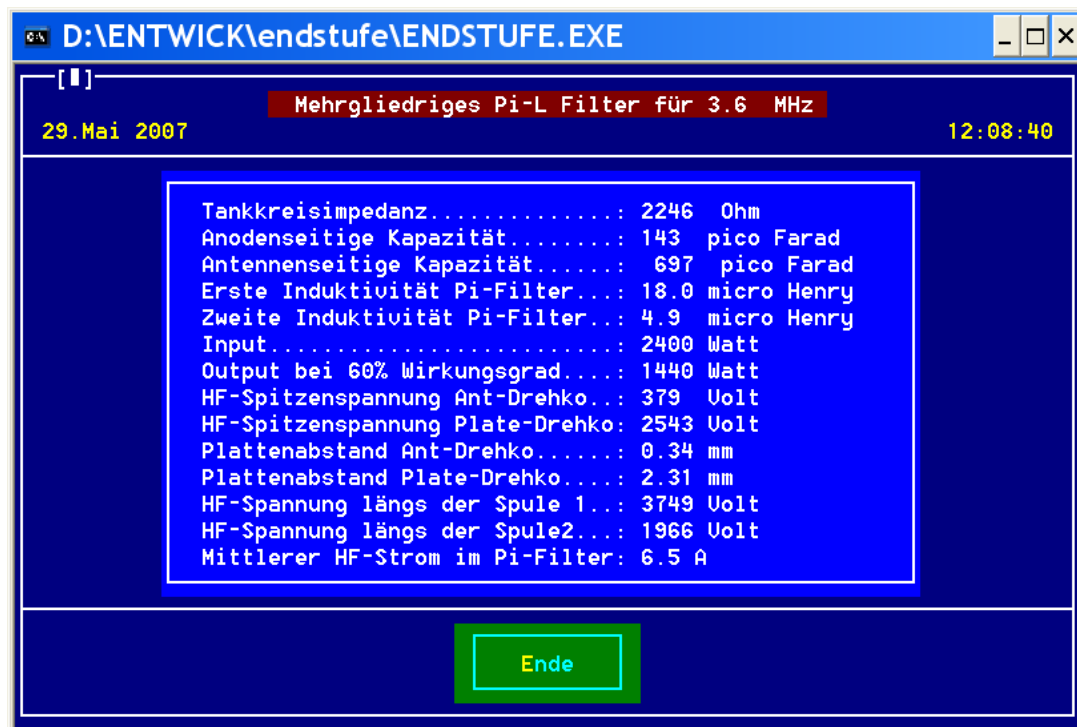 D:\ENTWICK\endstufe\ENDSTUFE.EXE
Mehrgliedriges Pi-L Filter für 3.6  MHz
29.Mai 2007 12:08:40
Tankkreisimpedanz..............: 2246  Ohm
Anodenseitige Kapazität........: 143  pico Farad
Antennenseitige Kapazität......:  697  pico Farad
Erste Induktivität Pi-Filter...: 18.0 micro Henry
Zweite Induktivität Pi-Filter..: 4.9  micro Henry
Input..........................: 2400 Watt
Output bei 60% Wirkungsgrad....: 1440 Watt
HF-Spitzenspannung Ant-Drehko..: 379  Volt
HF-Spitzenspannung Plate-Drehko: 2543 Volt
Plattenabstand Ant-Drehko......: 0.34 mm
Plattenabstand Plate-Drehko....: 2.31 mm
HF-Spannung längs der Spule 1..: 3749 Volt
HF-Spannung längs der Spule2...: 1966 Volt
Mittlerer HF-Strom im Pi-Filter: 6.5 A
Ende